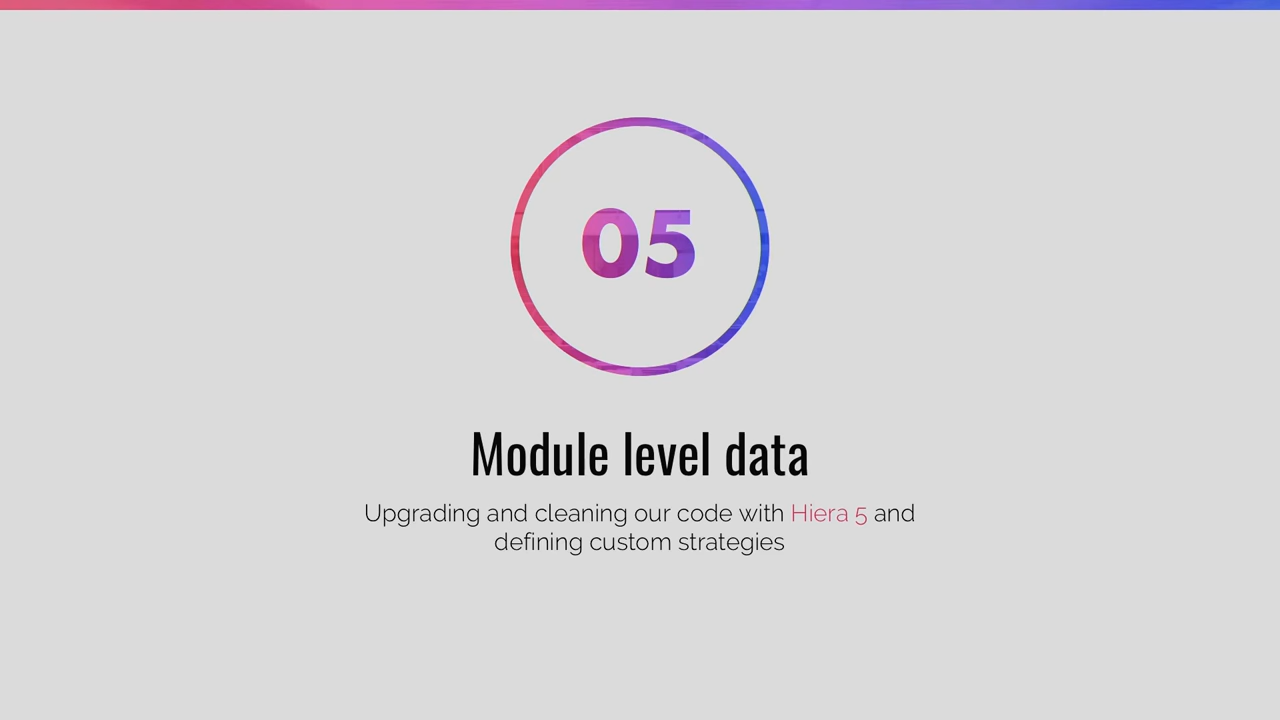 05
Module level data
Upgrading and cleaning our code with Hiera 5 and
defining custom strategies